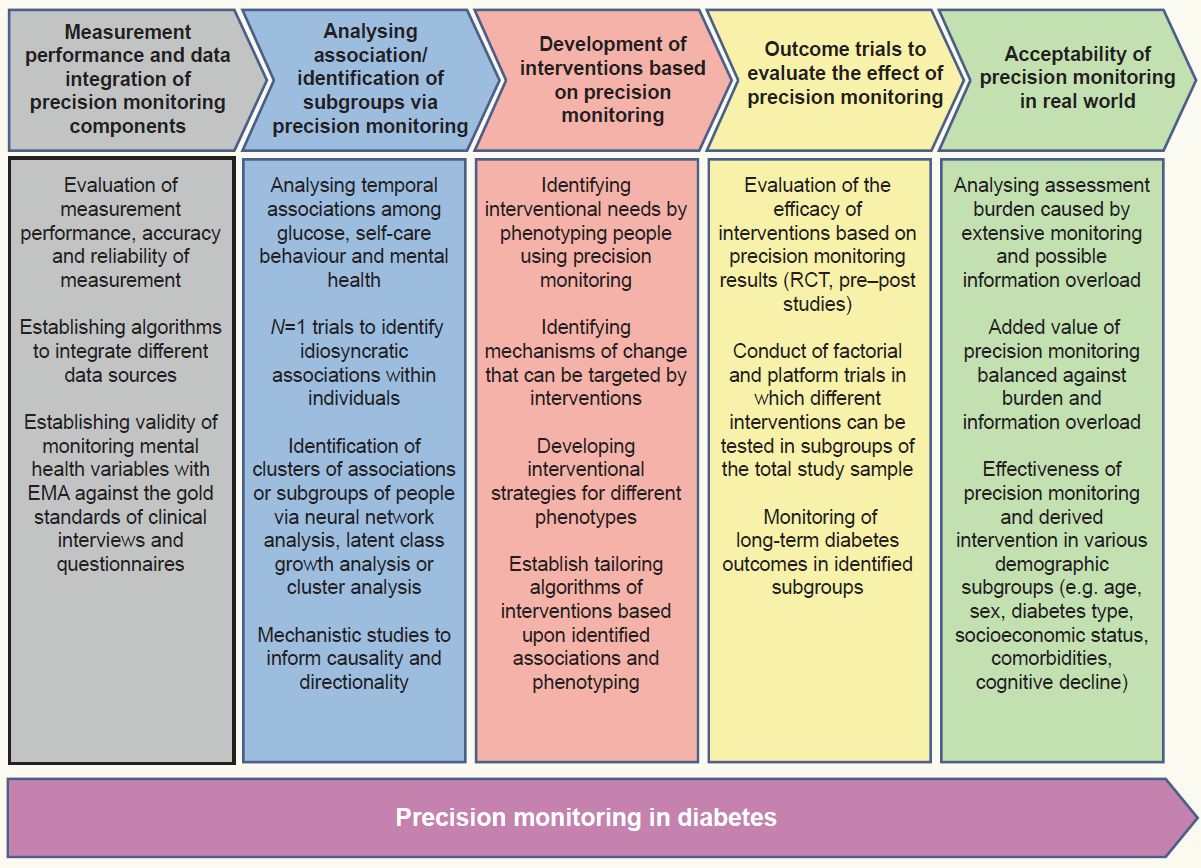 Measurement
performance and data
integration of
precision monitoring
components
Analysing
association/
identification of
subgroups via
precision monitoring
Development of
interventions based
on precision
monitoring
Outcome trials to
evaluate the effect of
precision monitoring
Acceptability of
precision monitoring
in real world
Evaluation of
measurement
performance, accuracy
and reliability of
measurement
Establishing algorithms
to integrate different
data sources
Establishing validity of
monitoring mental
health variables with
EMA against the gold
standards of clinical
interviews and
questionnaires
Analysing temporal
associations among
glucose, self-care
behaviour and mental
health
N=1 trials to identify
idiosyncratic
associations within
individuals
Identification of
clusters of associations
or subgroups of people
via neural network
analysis, latent class
growth analysis or
cluster analysis
Mechanistic studies to
inform causality and
directionality
Identifying
interventional needs by
phenotyping people
using precision
monitoring
Identifying
mechanisms of change
that can be targeted by
interventions
Developing
interventional
strategies for different
phenotypes
Establish tailoring
algorithms of
interventions based
upon identified
associations and
phenotyping
Evaluation of the
efficacy of
interventions based on
precision monitoring
results (RCT, pre–post
studies)
Conduct of factorial
and platform trials in
which different
interventions can be
tested in subgroups of
the total study sample
Monitoring of
long-term diabetes
outcomes in identified
subgroups
Analysing assessment
burden caused by
extensive monitoring
and possible
information overload
Added value of
precision monitoring
balanced against
burden and
information overload
Effectiveness of
precision monitoring
and derived
intervention in various
demographic
subgroups (e.g. age,
sex, diabetes type,
socioeconomic status,
comorbidities,
cognitive decline)
Precision monitoring in diabetes